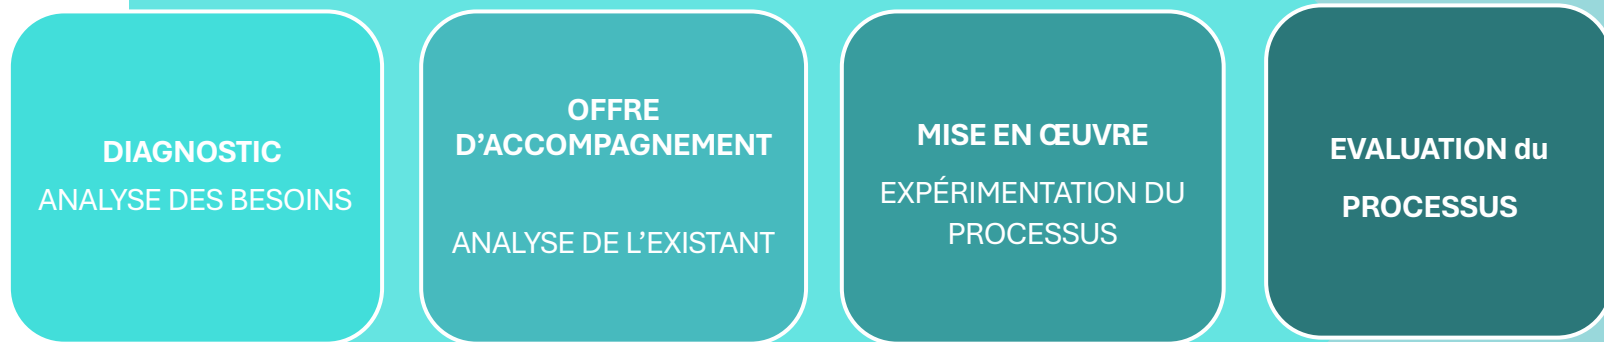 DIAGNOSTIC
ANALYSE DES BESOINS
OFFRE
D’ACCOMPAGNEMENT
ANALYSE DE L’EXISTANT
MISE EN ŒUVRE
EXPÉRIMENTATION DU
PROCESSUS
EVALUATION du
PROCESSUS